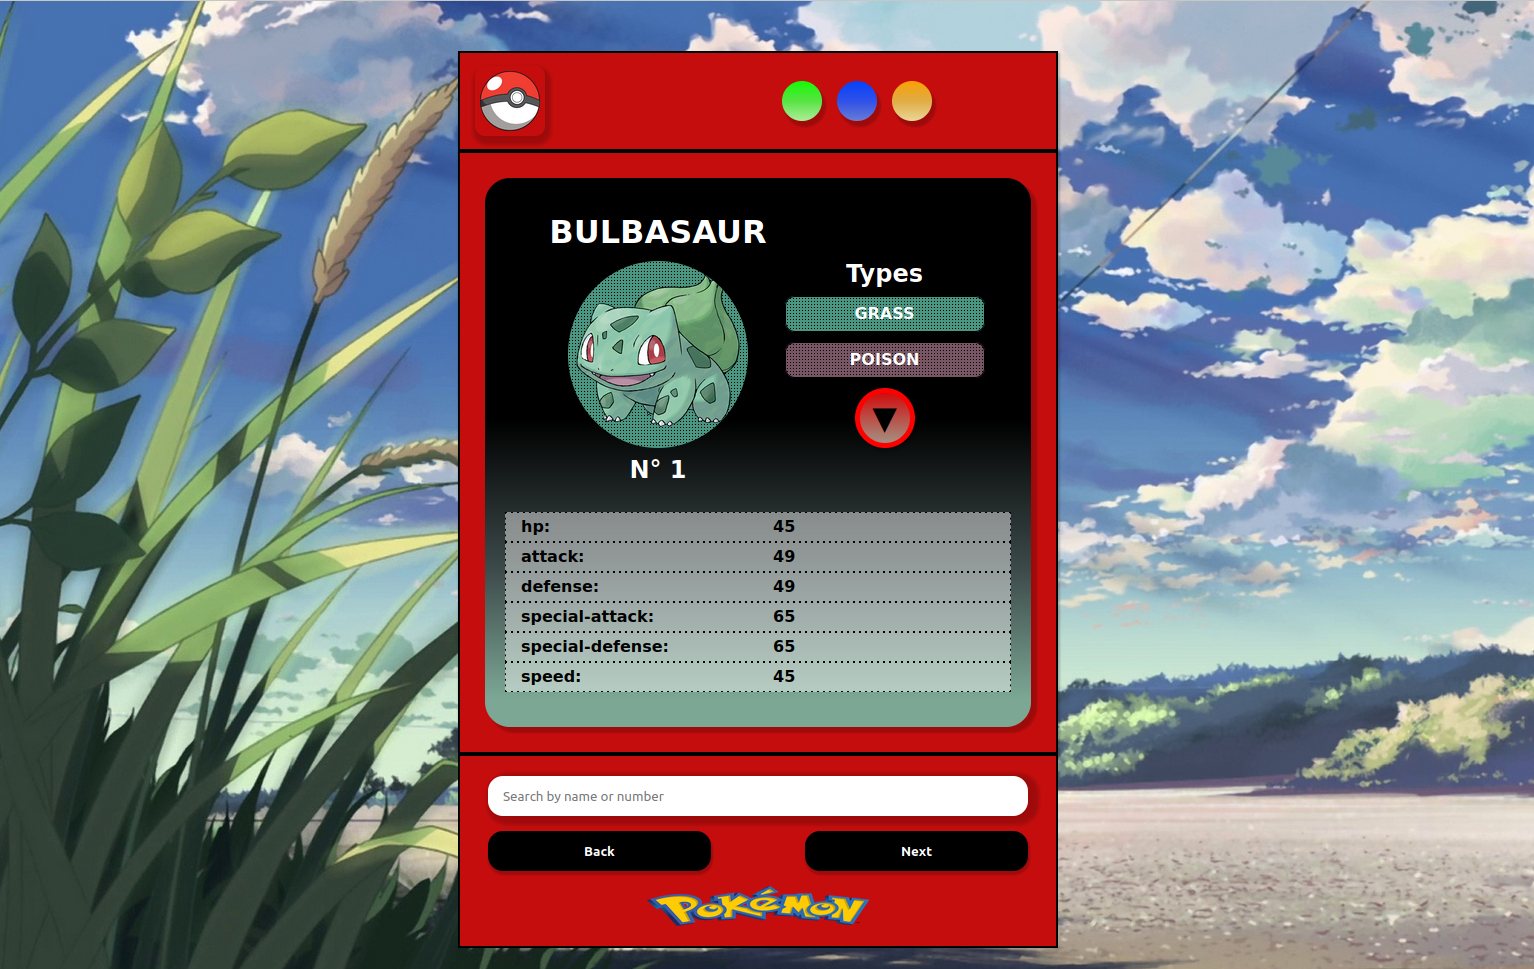 BULBASAUR
Types
GRASS
POISON
▼
N° 1
hp: 45
attack: 49
defense: 49
special-attack: 65
special-defense: 65
speed: 45
Search by name or number
Back Next
POKéMON